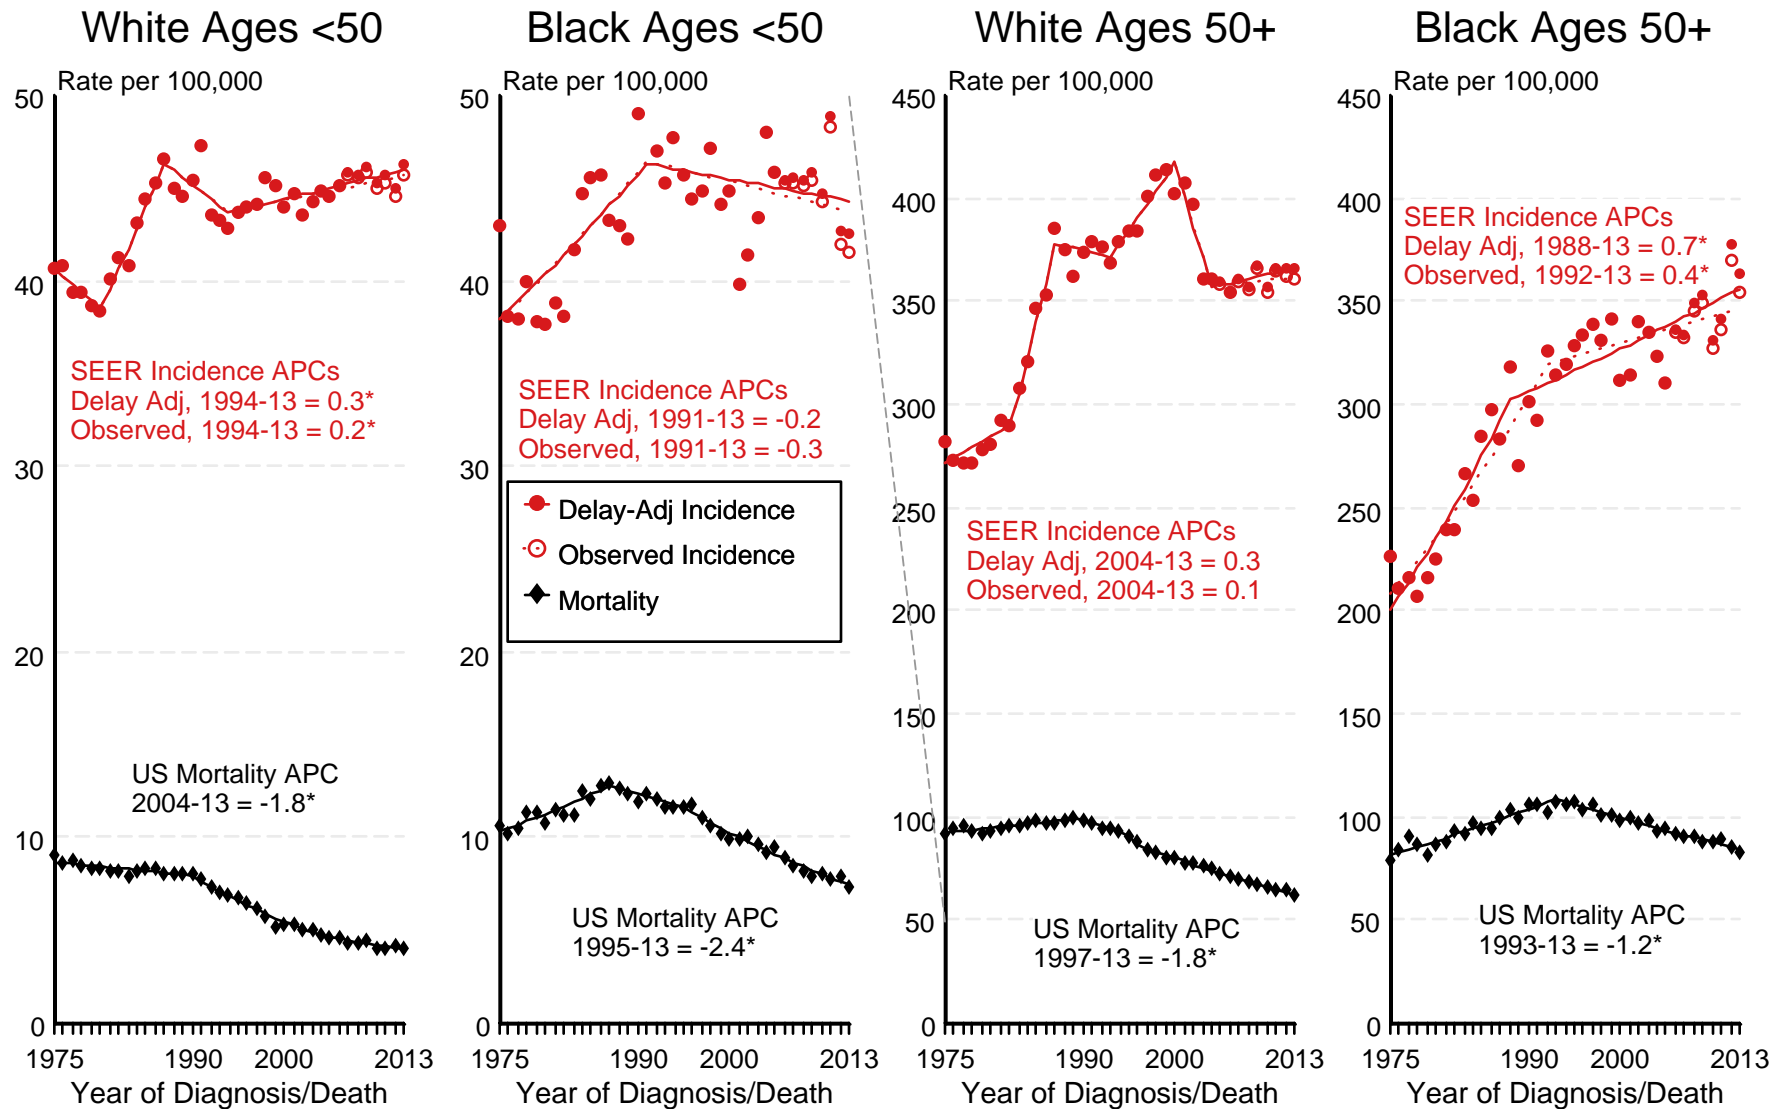 White Ages <50
Rate per 100,000
50
40
30
20
10
0
SEER Incidence APCs
Delay Adj, 1994-13 = 0.3*
Observed, 1994-13 = 0.2*
US Mortality APC
2004-13 = -1.8*
1975
1990
2000
2013
Year of Diagnosis/Death
Black Ages <50
Rate per 100,000
50
40
30
20
10
0
SEER Incidence APCs
Delay Adj, 1991-13 = -0.2
Observed, 1991-13 = -0.3
Delay-Adj Incidence
Observed Incidence
Mortality
US Mortality APC
1995-13 = -2.4*
1975
1990
2000
2013
Year of Diagnosis/Death
White Ages 50+
Rate per 100,000
450
400
350
300
250
200
150
100
50
0
SEER Incidence APCs
Delay Adj, 2004-13 = 0.3
Observed, 2004-13 = 0.1
US Mortality APC
1997-13 = -1.8*
1975
1990
2000
2013
Year of Diagnosis/Death
Black Ages 50+
Rate per 100,000
450
400
350
300
250
200
150
100
50
0
SEER Incidence APCs
Delay Adj, 1988-13 = 0.7*
Observed, 1992-13 = 0.4*
US Mortality APC
1993-13 = -1.2*
1975
1990
2000
2013
Year of Diagnosis/Death